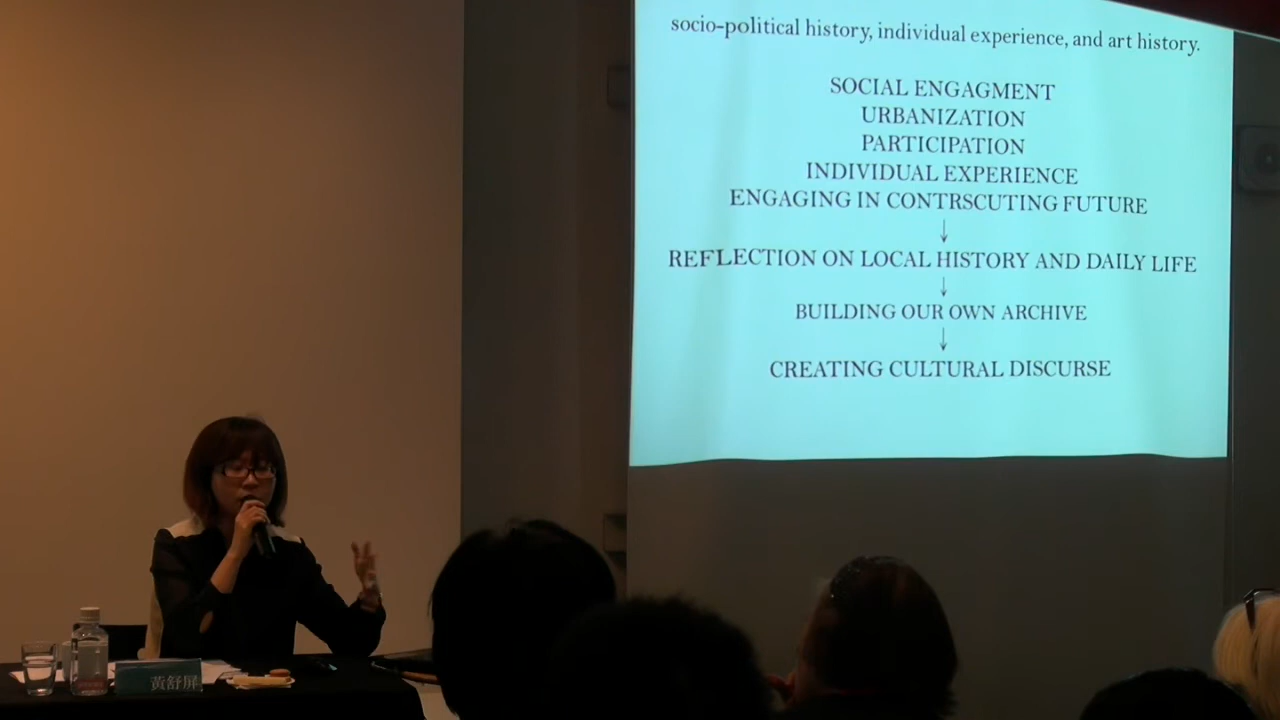 socio-political history, individual experience, and art history.
SOCIAL ENGAGMENT
URBANIZATION
PARTICIPATION
INDIVIDUAL EXPERIENCE
ENGAGING IN CONTRSCUTING FUTURE
↓
REFLECTION ON LOCAL HISTORY AND DAILY LIFE
↓
BUILDING OUR OWN ARCHIVE
↓
CREATING CULTURAL DISCURSE
黃舒屏